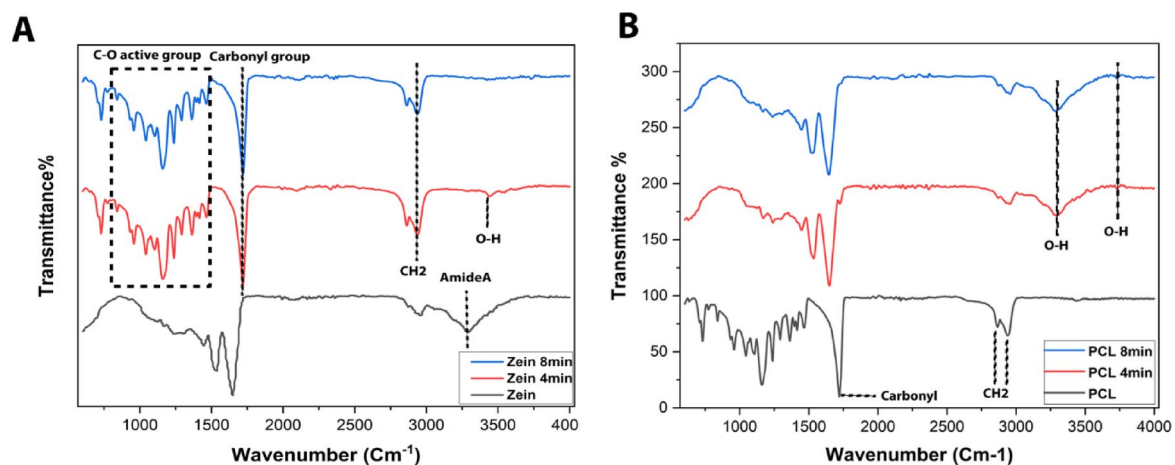 A
C-O active group
Carbonyl group
O-H
CH2
AmideA
Zein 8min
Zein 4min
Zein
Transmittance%
1000
1500
2000
2500
3000
3500
400
Wavenumber (Cm-1)
B
300
250
200
150
100
50
0
O-H
O-H
Carbonyl
CH2
PCL 8min
PCL 4min
PCL
Transmittance %
1000
1500
2000
2500
3000
3500
4000
Wavenumber (Cm-1)